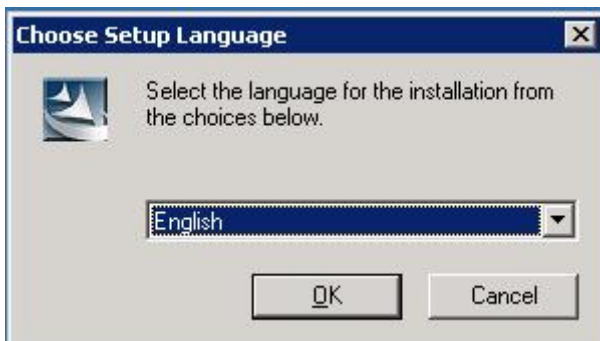 Choose Setup Language
Select the language for the installation from
the choices below.
English
OK
Cancel